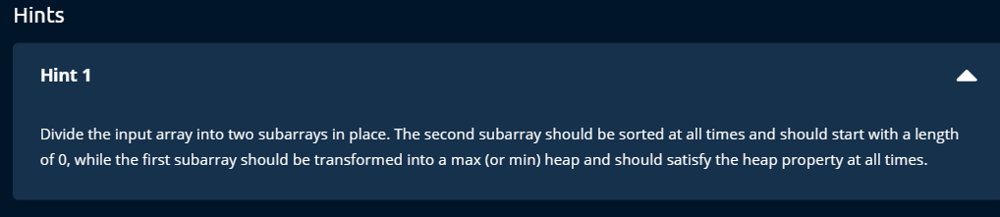 Hints
Hint 1
Divide the input array into two subarrays in place. The second subarray should be sorted at all times and should start with a length
of 0, while the first subarray should be transformed into a max (or min) heap and should satisfy the heap property at all times.